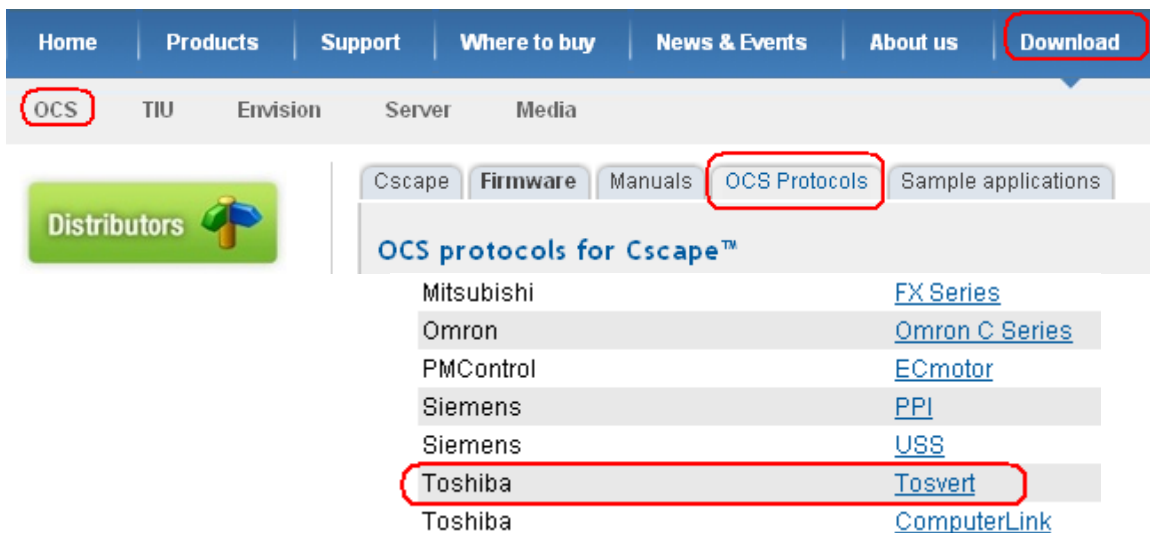 Home Products Support Where to buy News & Events About us Download
OCS TIU Envision Server Media
Distributors
Cscape Firmware Manuals OCS Protocols Sample applications
OCS protocols for Cscape™
Mitsubishi FX Series
Omron Omron C Series
PMControl ECmotor
Siemens PPI
Siemens USS
Toshiba Tosvert
Toshiba ComputerLink